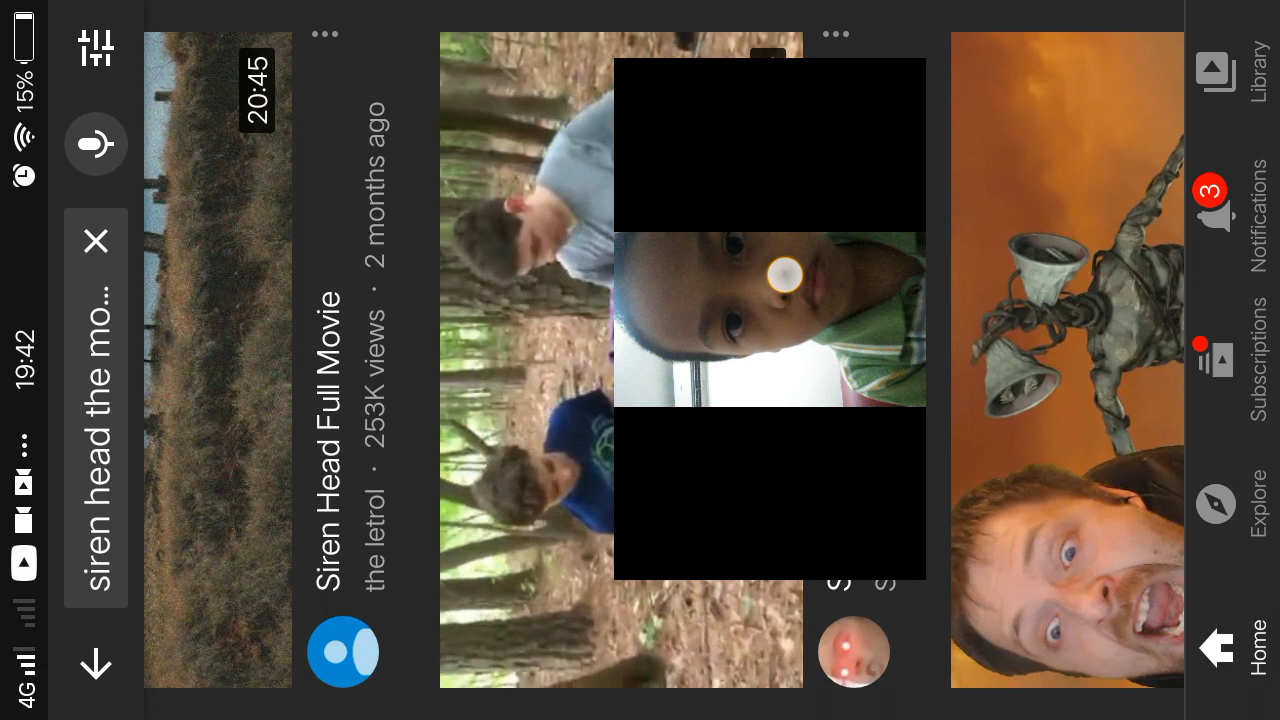 4G 19:42 15%
siren head the mo...
20:45
Siren Head Full Movie
the letrol · 253K views · 2 months ago
3
Home Explore Subscriptions Notifications Library